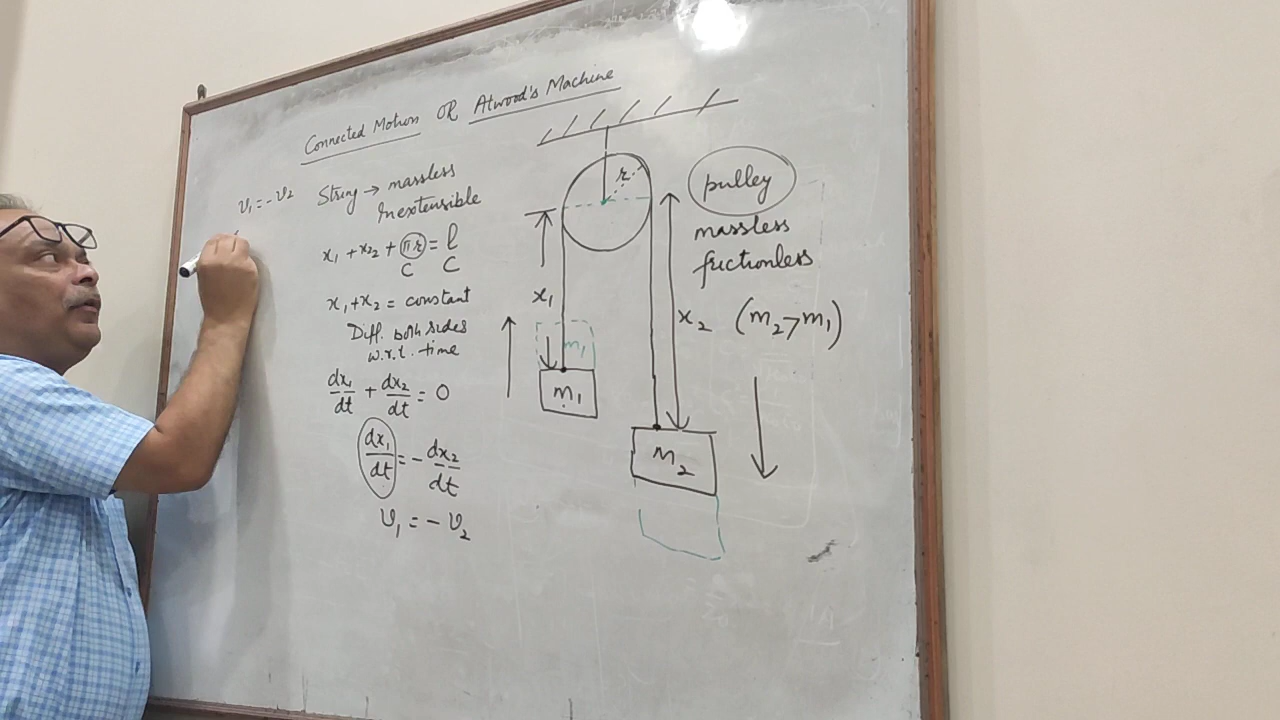 Connected Motion OR Atwood's Machine
v₁ = -v₂
String → massless
Inextensible
x₁ + x₂ + πr = l
C C
x₁ + x₂ = constant
Diff. both sides
w.r.t. time
dx₁/dt + dx₂/dt = 0
dx₁/dt = - dx₂/dt
v₁ = - v₂
r
x₁
m₁
m₁
x₂
m₂
pulley
massless
frictionless
(m₂>m₁)